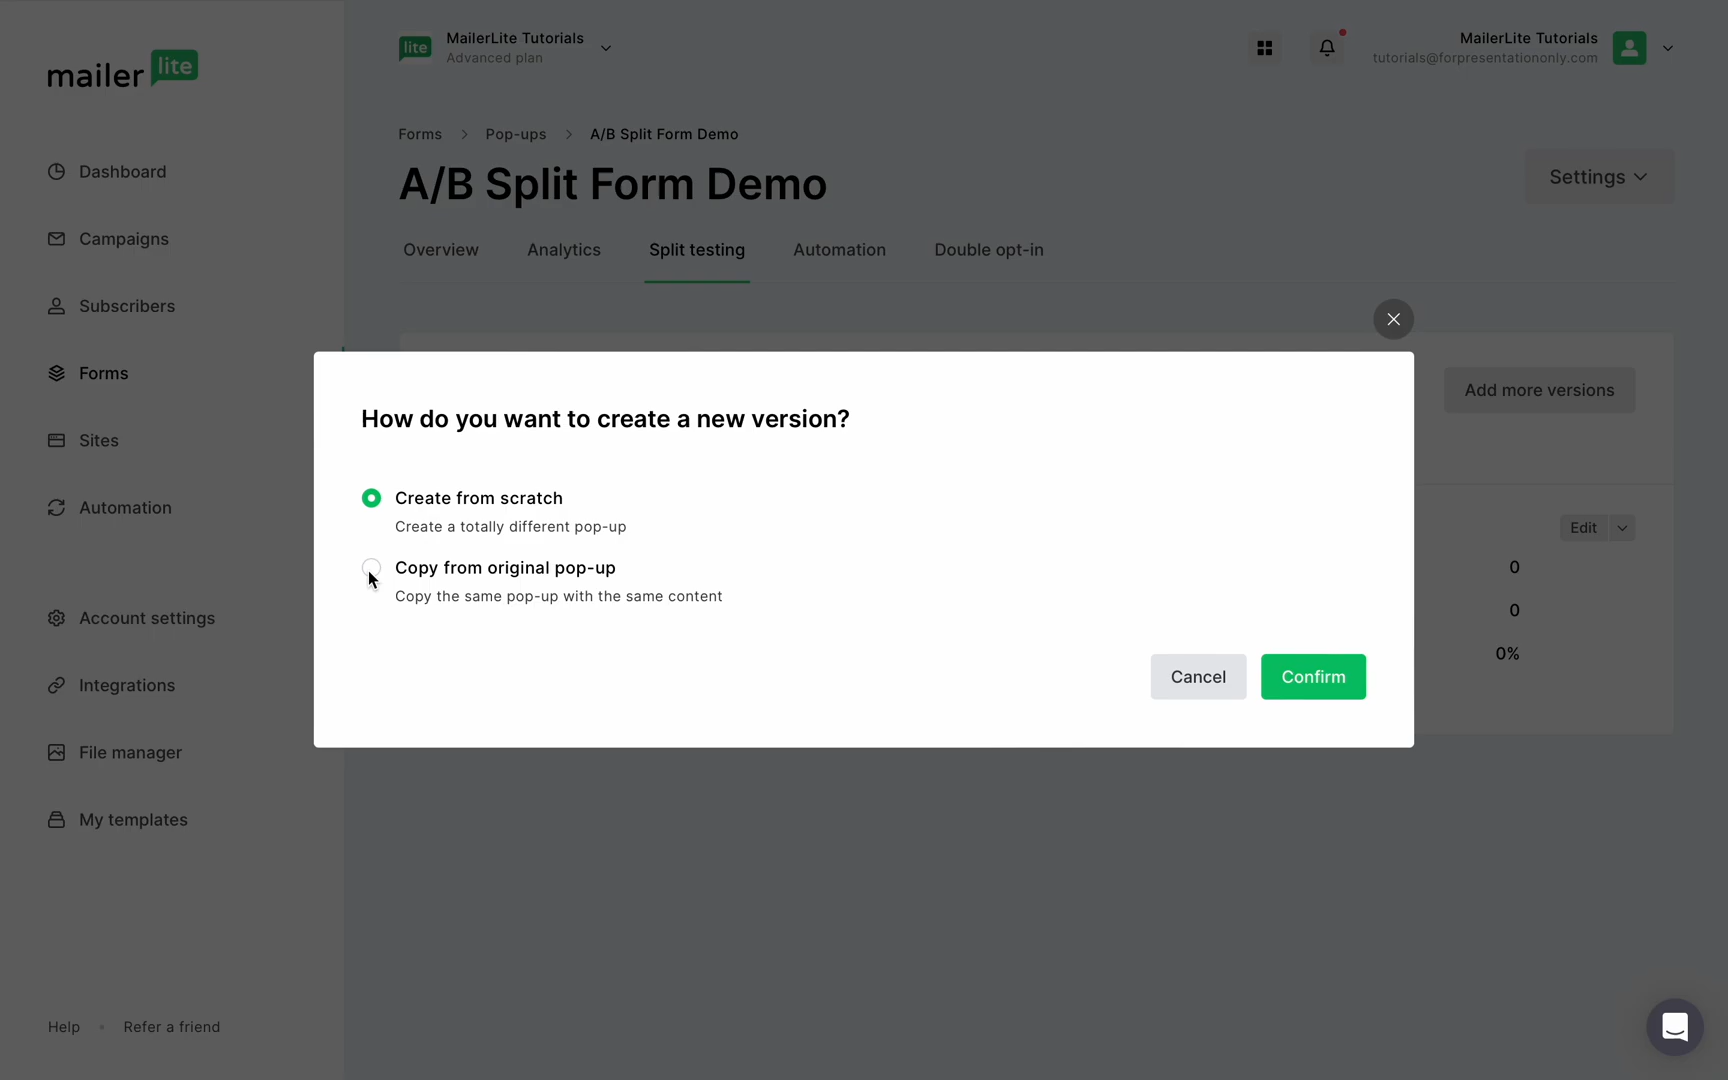 mailer lite
Dashboard
Campaigns
Subscribers
Forms
Sites
Automation
Account settings
Integrations
File manager
My templates
Help • Refer a friend
lite
MailerLite Tutorials
Advanced plan
MailerLite Tutorials
tutorials@forpresentationonly.com
Forms > Pop-ups > A/B Split Form Demo
A/B Split Form Demo
Settings
Overview
Analytics
Split testing
Automation
Double opt-in
Add more versions
Edit
0
0
0%
How do you want to create a new version?
Create from scratch
Create a totally different pop-up
Copy from original pop-up
Copy the same pop-up with the same content
Cancel
Confirm